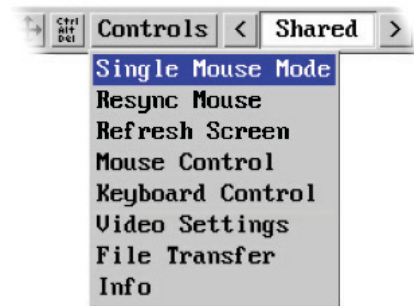 Ctrl Alt Del Controls < Shared >
Single Mouse Mode
Resync Mouse
Refresh Screen
Mouse Control
Keyboard Control
Video Settings
File Transfer
Info